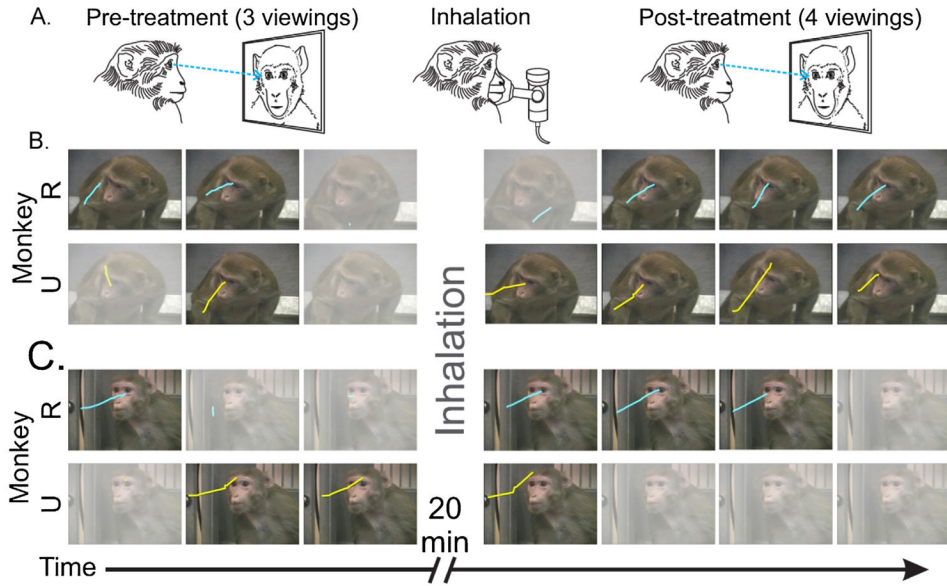 A.
Pre-treatment (3 viewings)
Inhalation
Post-treatment (4 viewings)
B.
Monkey
R
U
Inhalation
C.
Monkey
R
U
20
min
Time